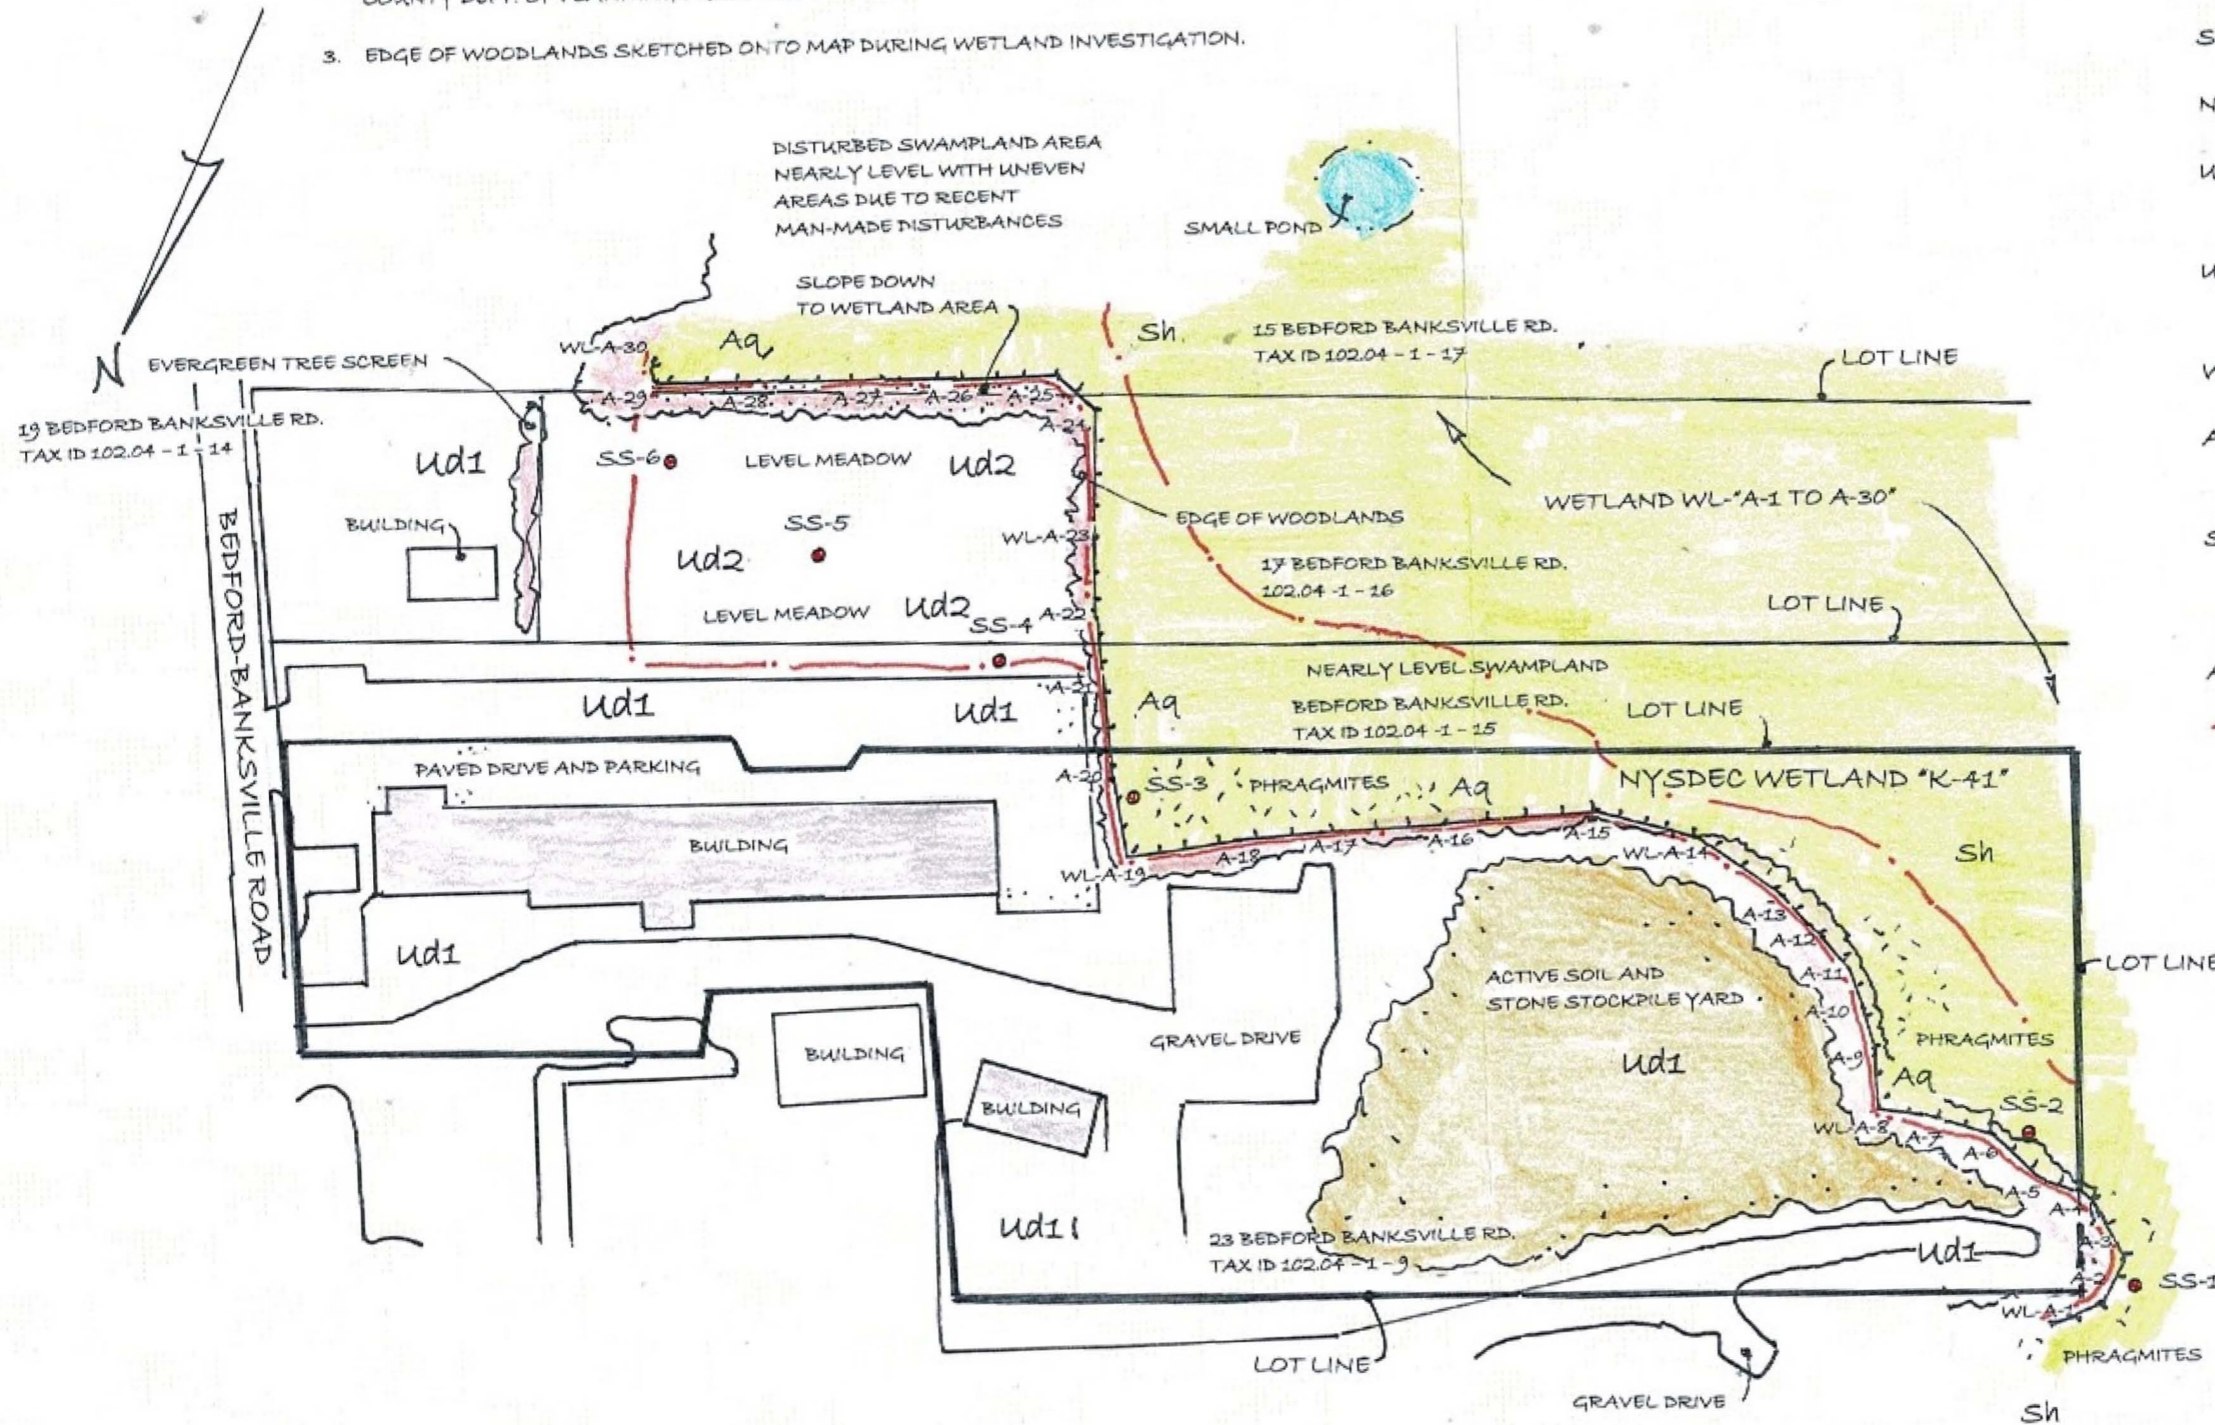 3. EDGE OF WOODLANDS SKETCHED ONTO MAP DURING WETLAND INVESTIGATION.
DISTURBED SWAMPLAND AREA
NEARLY LEVEL WITH UNEVEN
AREAS DUE TO RECENT
MAN-MADE DISTURBANCES
SMALL POND
SLOPE DOWN
TO WETLAND AREA
N
EVERGREEN TREE SCREEN
WL-A-30
Aq
Sh
15 BEDFORD BANKSVILLE RD.
TAX ID 102.04 - 1 - 17
LOT LINE
19 BEDFORD BANKSVILLE RD.
TAX ID 102.04 - 1 - 14
A-29
A-28
A-27
A-26
A-25
A-24
Ud1
SS-6
LEVEL MEADOW
Ud2
WETLAND WL-"A-1 TO A-30"
BUILDING
SS-5
EDGE OF WOODLANDS
WL-A-23
Ud2
17 BEDFORD BANKSVILLE RD.
102.04 -1 - 16
LEVEL MEADOW
Ud2
SS-4
A-22
LOT LINE
BEDFORD-BANKSVILLE ROAD
NEARLY LEVEL SWAMPLAND
A-21
Ud1
Ud1
Aq
BEDFORD BANKSVILLE RD.
TAX ID 102.04 -1 - 15
LOT LINE
PAVED DRIVE AND PARKING
A-20
SS-3
PHRAGMITES
Aq
NYSDEC WETLAND "K-41"
BUILDING
WL-A-19
A-18
A-17
A-16
A-15
WL-A-14
Sh
A-13
A-12
Ud1
ACTIVE SOIL AND
STONE STOCKPILE YARD
A-11
LOT LINE
A-10
BUILDING
GRAVEL DRIVE
Ud1
A-9
PHRAGMITES
Aq
BUILDING
WL-A-8
A-7
SS-2
A-6
A-5
A-4
Ud1
23 BEDFORD BANKSVILLE RD.
TAX ID 102.04 - 1 - 9
Ud1
A-3
A-2
SS-1
WL-A-1
LOT LINE
PHRAGMITES
GRAVEL DRIVE
Sh